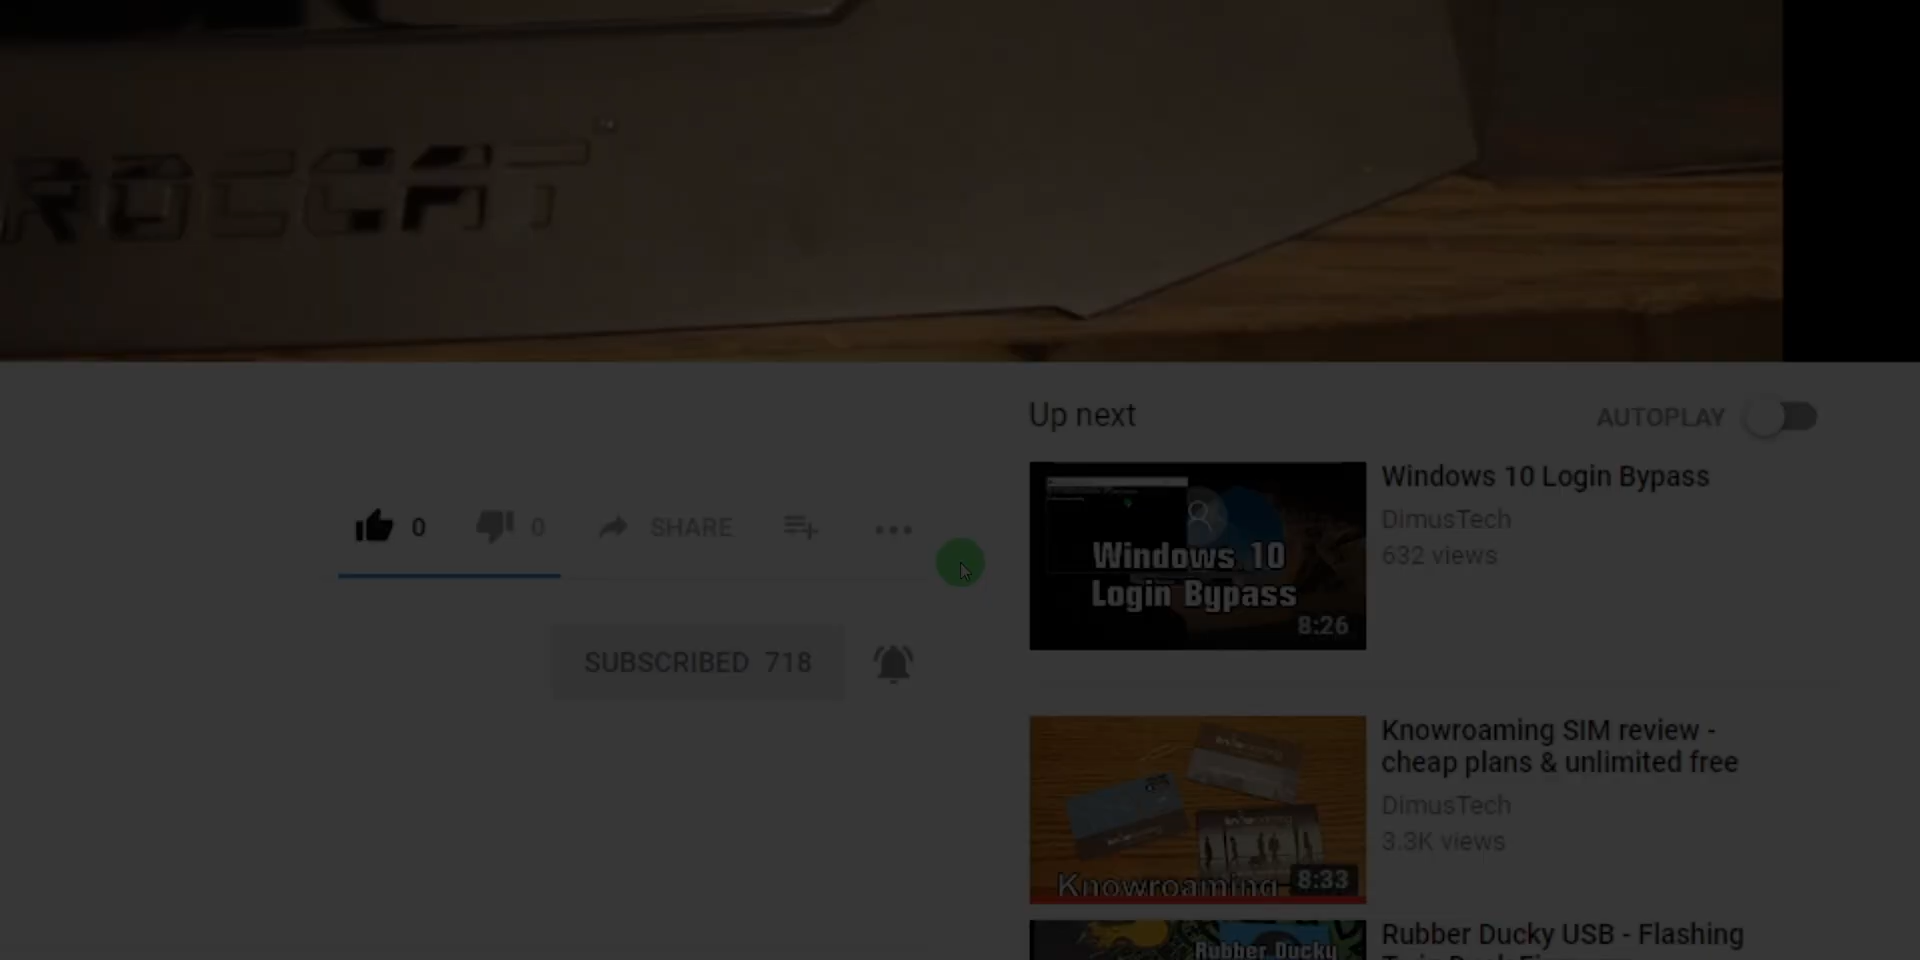 ROCCAT
Up next
AUTOPLAY
Windows 10 Login Bypass
DimusTech
632 views
Windows 10
Login Bypass
8:26
0
0
SHARE
SUBSCRIBED 718
Knowroaming SIM review -
cheap plans & unlimited free
DimusTech
3.3K views
Knowroaming
8:33
Rubber Ducky USB - Flashing
Rubber Ducky